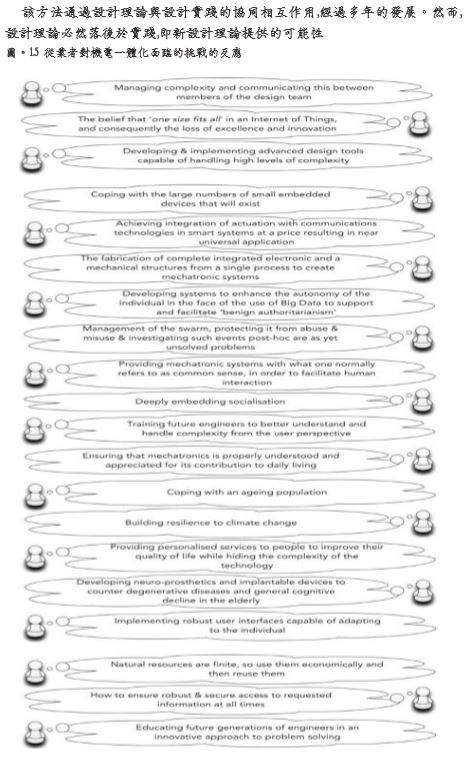 該方法通過設計理論與設計實踐的協同相互作用,經過多年的發展。然而,
設計理論必然落後於實踐,即新設計理論提供的可能性
圖。15 從業者對機電一體化面臨的挑戰的反應
Managing complexity and communicating this between
members of the design team
The belief that 'one size fits all' in an Internet of Things,
and consequently the loss of excellence and innovation
Developing & implementing advanced design tools
capable of handling high levels of complexity
Coping with the large numbers of small embedded
devices that will exist
Achieving integration of actuation with communications
technologies in smart systems at a price resulting in near
universal application
The fabrication of complete integrated electronic and a
mechanical structures from a single process to create
mechatronic systems
Developing systems to enhance the autonomy of the
individual in the face of the use of Big Data to support
and facilitate 'benign authoritarianism'
Management of the swarm, protecting it from abuse &
misuse & investigating such events post-hoc are as yet
unsolved problems
Providing mechatronic systems with what one normally
refers to as common sense, in order to facilitate human
interaction
Deeply embedding socialisation
Training future engineers to better understand and
handle complexity from the user perspective
Ensuring that mechatronics is properly understood and
appreciated for its contribution to daily living
Coping with an ageing population
Building resilience to climate change
Providing personalised services to people to improve their
quality of life while hiding the complexity of the
technology
Developing neuro-prosthetics and implantable devices to
counter degenerative diseases and general cognitive
decline in the elderly
Implementing robust user interfaces capable of adapting
to the individual
Natural resources are finite, so use them economically and
then reuse them
How to ensure robust & secure access to requested
information at all times
Educating future generations of engineers in an
innovative approach to problem solving